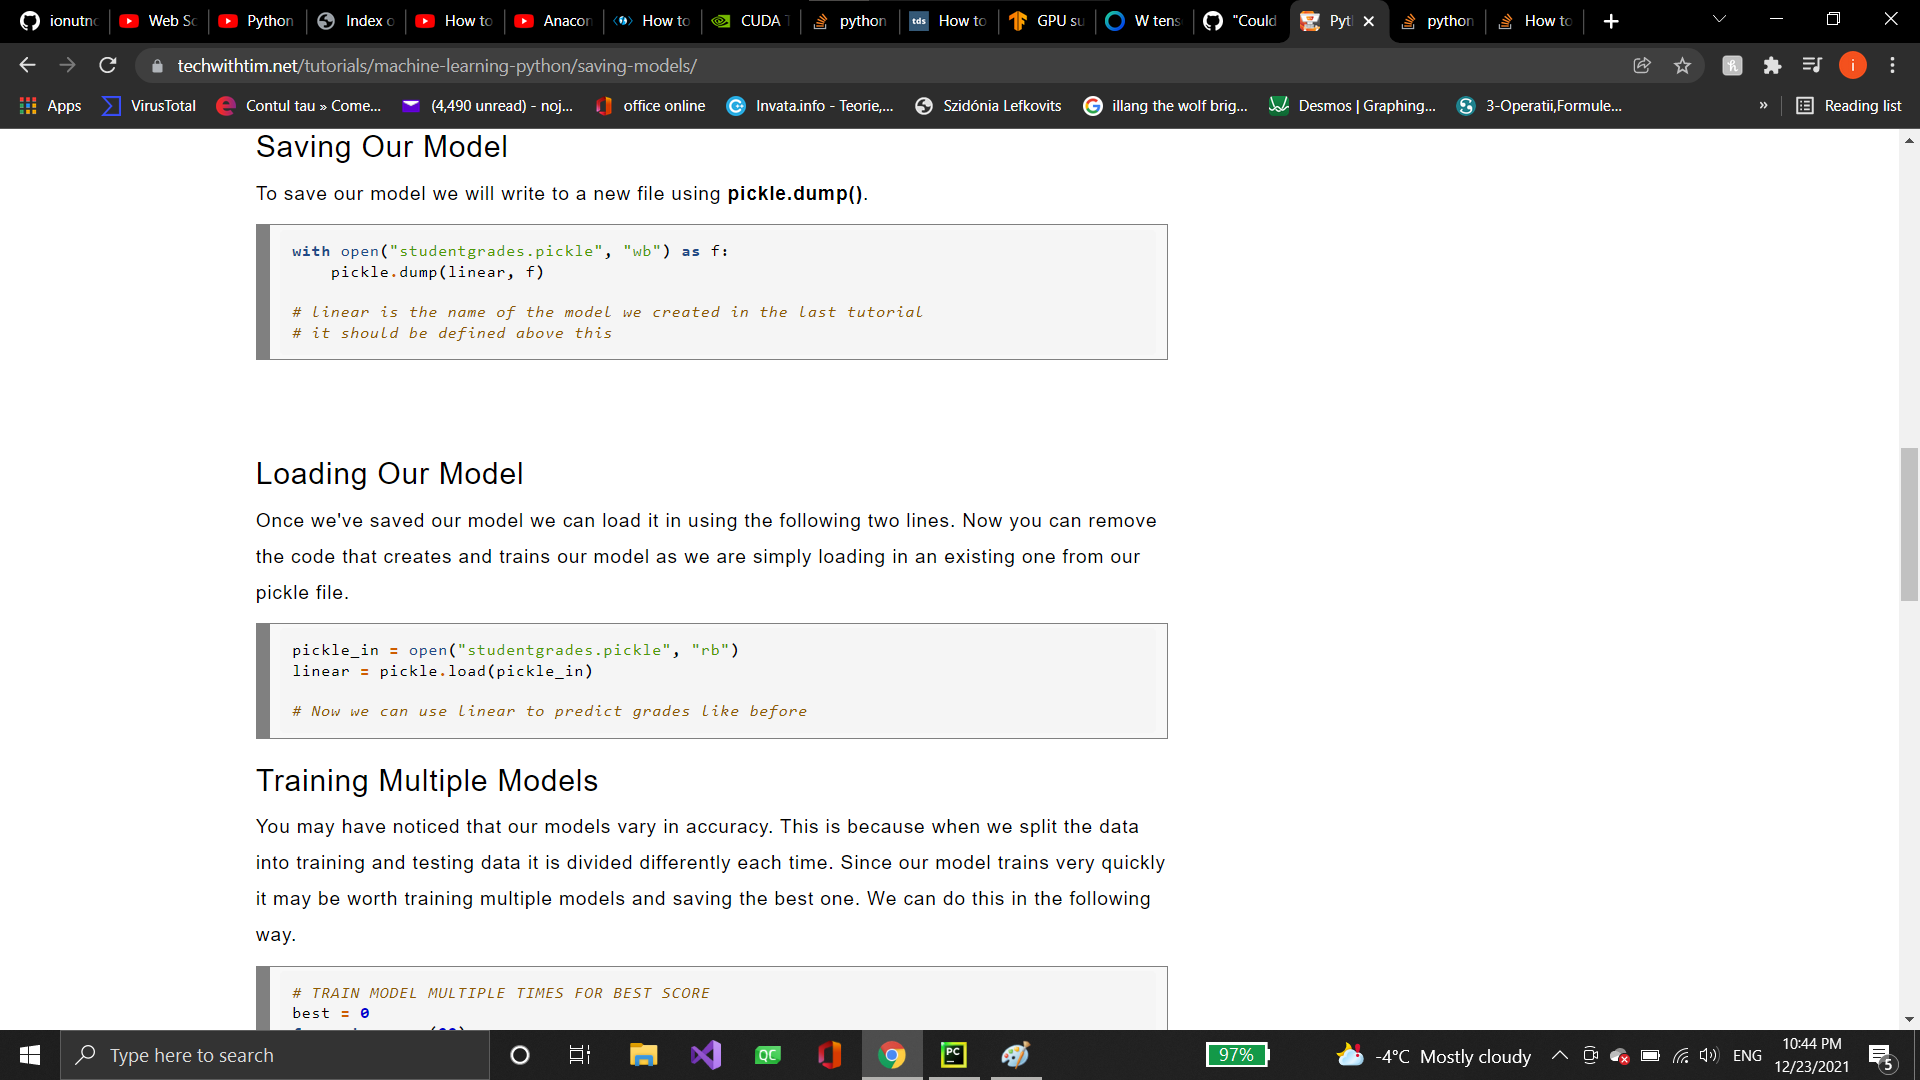 ionutnc
Web Sc
Python
Index o
How to
Anacon
How to
CUDA T
python
How to
GPU su
W tens
"Could
Pyt
python
How to
techwithtim.net/tutorials/machine-learning-python/saving-models/
Apps
VirusTotal
Contul tau » Come...
(4,490 unread) - noj...
office online
Invata.info - Teorie,...
Szidónia Lefkovits
illang the wolf brig...
Desmos | Graphing...
3-Operatii,Formule...
»
Reading list
Saving Our Model
To save our model we will write to a new file using pickle.dump().
with open("studentgrades.pickle", "wb") as f:
    pickle.dump(linear, f)
# linear is the name of the model we created in the last tutorial
# it should be defined above this
Loading Our Model
Once we've saved our model we can load it in using the following two lines. Now you can remove
the code that creates and trains our model as we are simply loading in an existing one from our
pickle file.
pickle_in = open("studentgrades.pickle", "rb")
linear = pickle.load(pickle_in)
# Now we can use linear to predict grades like before
Training Multiple Models
You may have noticed that our models vary in accuracy. This is because when we split the data
into training and testing data it is divided differently each time. Since our model trains very quickly
it may be worth training multiple models and saving the best one. We can do this in the following
way.
# TRAIN MODEL MULTIPLE TIMES FOR BEST SCORE
best = 0
Type here to search
97%
-4°C Mostly cloudy
ENG
10:44 PM
12/23/2021
5